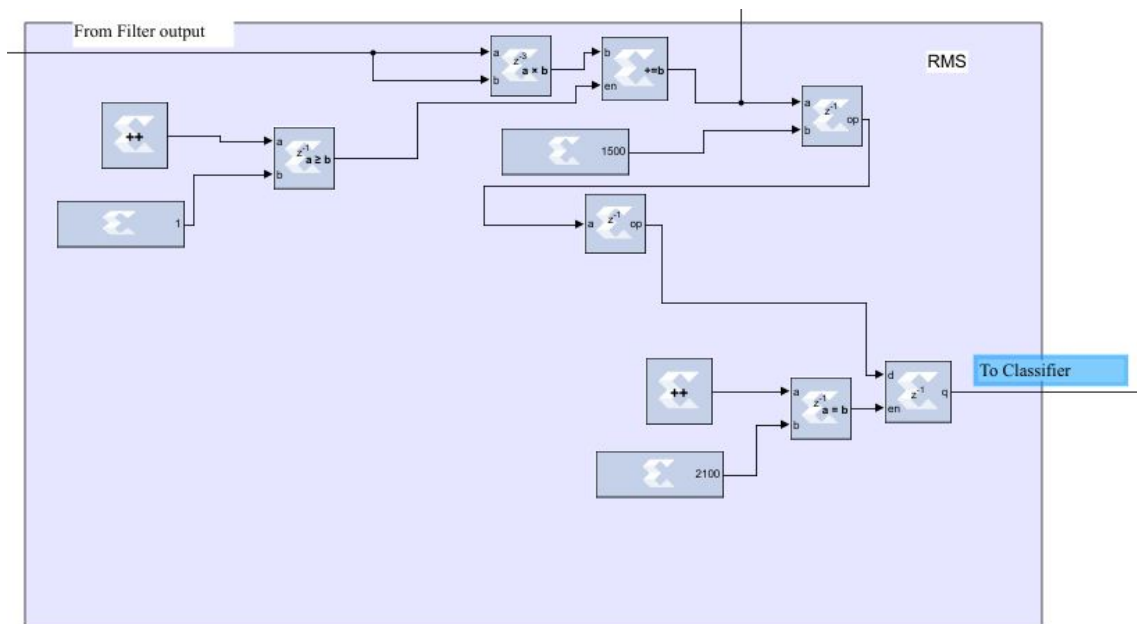 From Filter output
RMS
a
b
z-3
a × b
b
en
+=b
a
b
z-1
op
++
a
b
z-1
a ≥ b
1500
1
a
z-1
op
++
a
b
z-1
a = b
d
en
z-1
q
To Classifier
2100